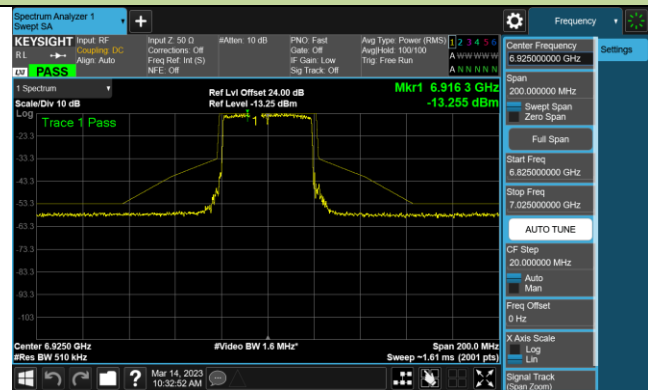 Spectrum Analyzer 1
Swept SA
Frequency
KEYSIGHT
RL
LXI
PASS
Input: RF
Coupling: DC
Align: Auto
Input Z: 50 Ω
Corrections: Off
Freq Ref: Int (S)
NFE: Off
#Atten: 10 dB
PNO: Fast
Gate: Off
IF Gain: Low
Sig Track: Off
Avg Type: Power (RMS)
Avg|Hold: 100/100
Trig: Free Run
1 2 3 4 5 6
A W W W W W
A N N N N N
1 Spectrum
Scale/Div 10 dB
Ref Lvl Offset 24.00 dB
Ref Level -13.25 dBm
Mkr1 6.916 3 GHz
-13.255 dBm
Log
Trace 1 Pass
1
-23.3
-33.3
-43.3
-53.3
-63.3
-73.3
-83.3
-93.3
-103
Center 6.9250 GHz
#Res BW 510 kHz
#Video BW 1.6 MHz*
Span 200.0 MHz
Sweep ~1.61 ms (2001 pts)
Mar 14, 2023
10:32:52 AM
Center Frequency
6.925000000 GHz
Settings
Span
200.000000 MHz
Swept Span
Zero Span
Full Span
Start Freq
6.825000000 GHz
Stop Freq
7.025000000 GHz
AUTO TUNE
CF Step
20.000000 MHz
Auto
Man
Freq Offset
0 Hz
X Axis Scale
Log
Lin
Signal Track
(Span Zoom)